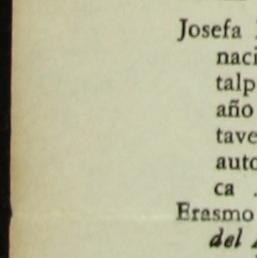 Josefa
naci
talp
año
tave
auto
ca .
Erasmo
del